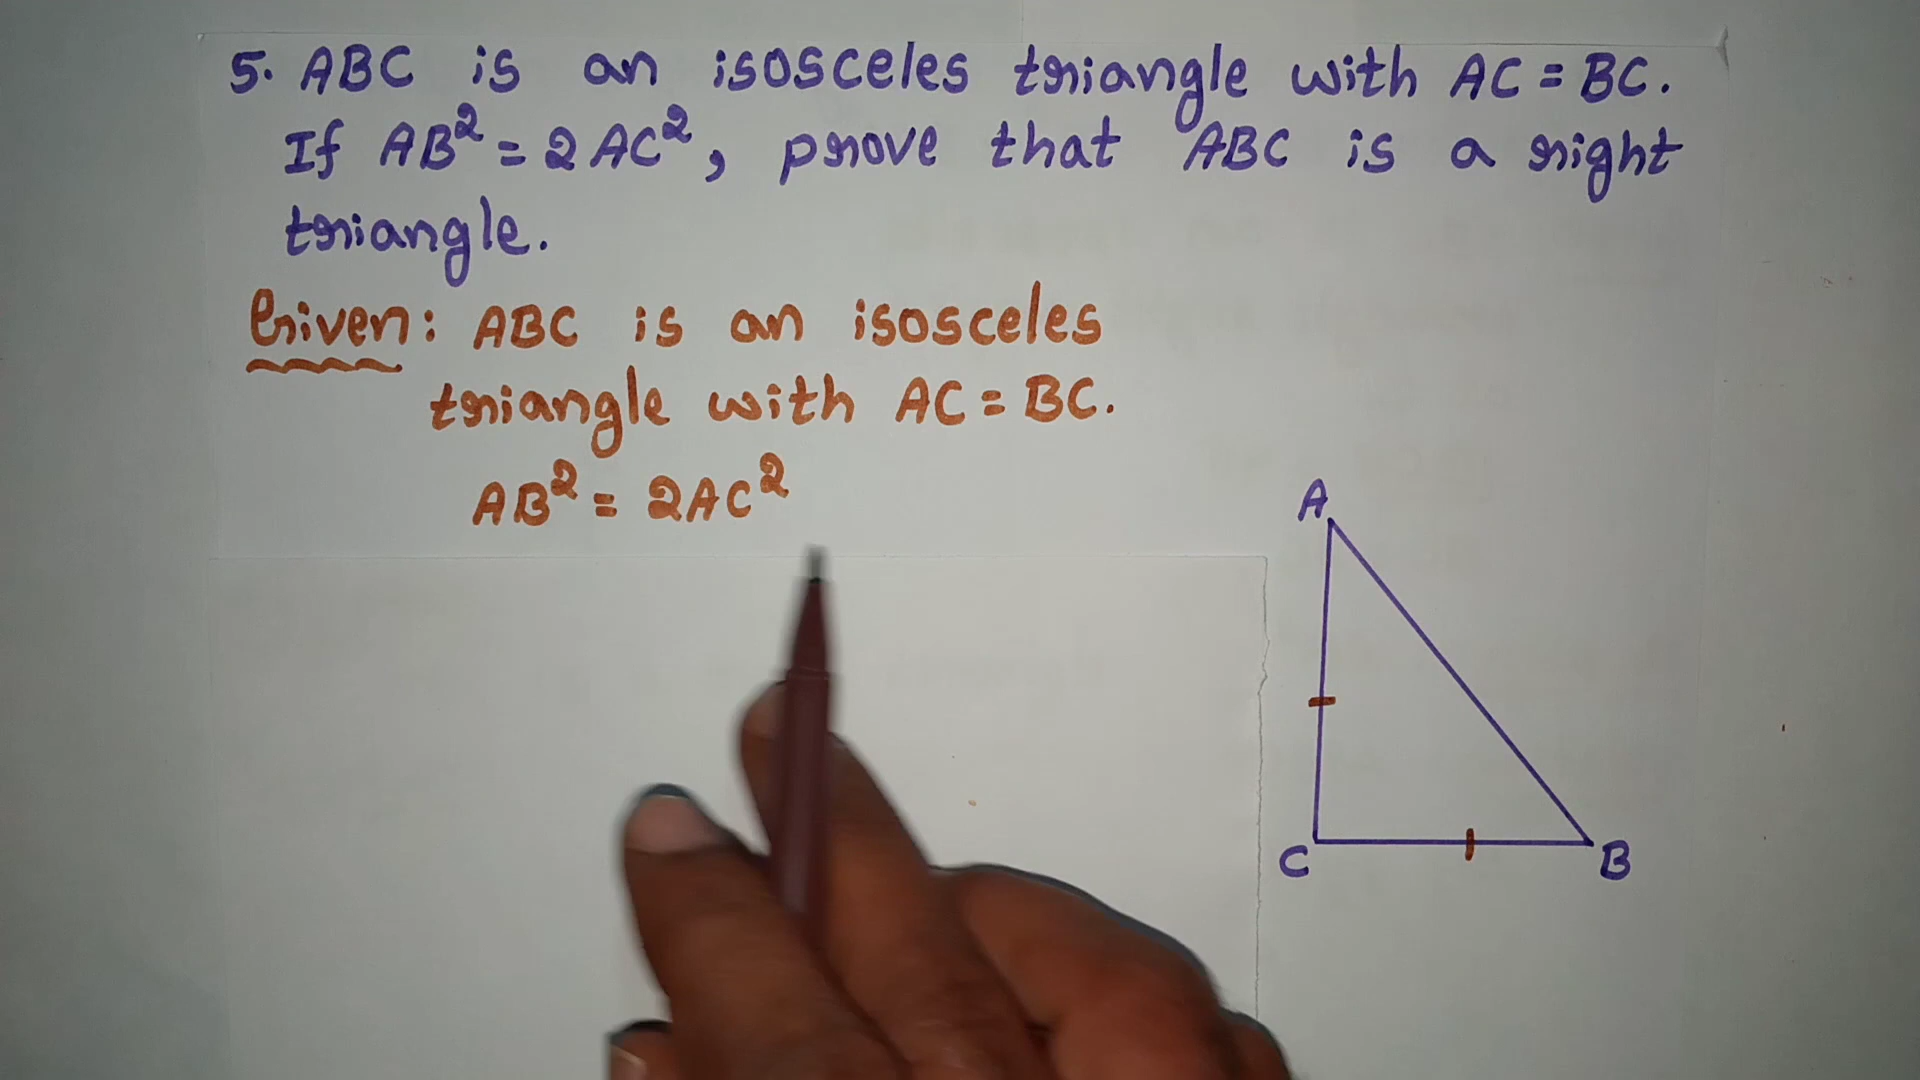 5. ABC is an isosceles triangle with AC = BC.
If AB² = 2AC², prove that ABC is a right
triangle.
Given: ABC is an isosceles
triangle with AC = BC.
AB² = 2AC²
A
C
B